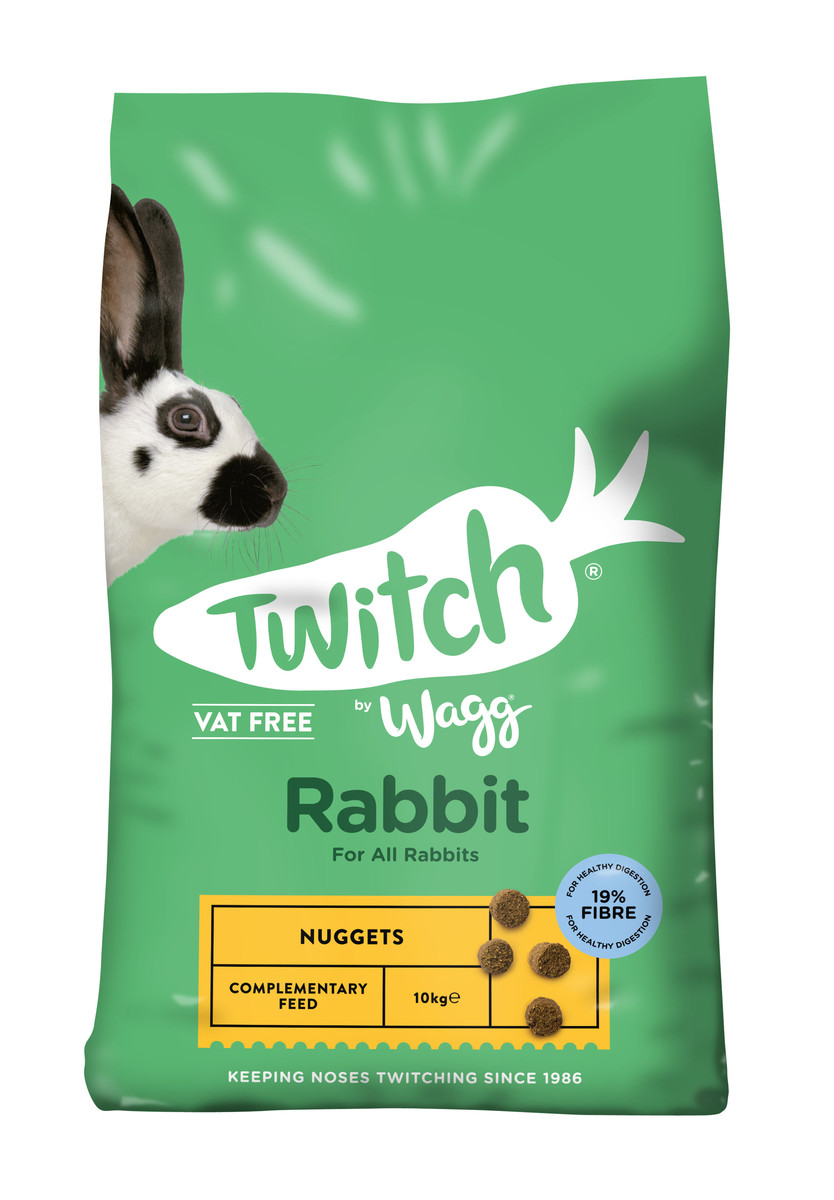 Twitch
®
VAT FREE
by Wagg®
Rabbit
For All Rabbits
FOR HEALTHY DIGESTION
19%
FIBRE
FOR HEALTHY DIGESTION
NUGGETS
COMPLEMENTARY
FEED
10kg℮
KEEPING NOSES TWITCHING SINCE 1986